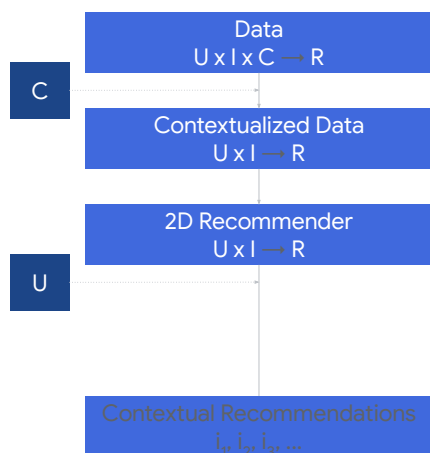 Data
U x I x C → R
C
Contextualized Data
U x I → R
2D Recommender
U x I → R
U
Contextual Recommendations